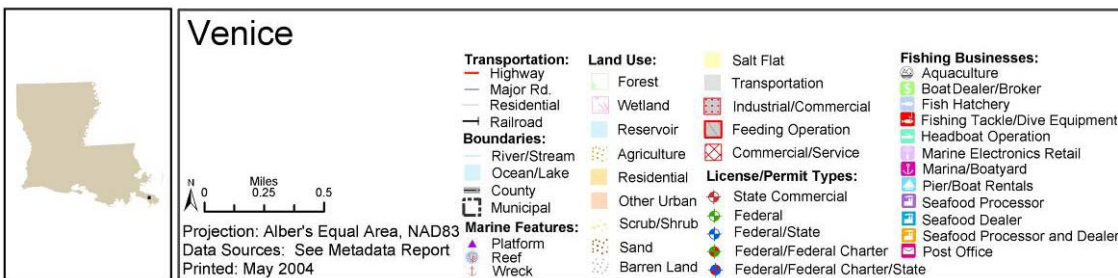 Venice
N
Miles
0 0.25 0.5
Projection: Alber's Equal Area, NAD83
Data Sources: See Metadata Report
Printed: May 2004
Transportation:
Highway
Major Rd.
Residential
Railroad
Boundaries:
River/Stream
Ocean/Lake
County
Municipal
Marine Features:
Platform
Reef
Wreck
Land Use:
Forest
Wetland
Reservoir
Agriculture
Residential
Other Urban
Scrub/Shrub
Sand
Barren Land
Salt Flat
Transportation
Industrial/Commercial
Feeding Operation
Commercial/Service
License/Permit Types:
State Commercial
Federal
Federal/State
Federal/Federal Charter
Federal/Federal Charter/State
Fishing Businesses:
Aquaculture
Boat Dealer/Broker
Fish Hatchery
Fishing Tackle/Dive Equipment
Headboat Operation
Marine Electronics Retail
Marina/Boatyard
Pier/Boat Rentals
Seafood Processor
Seafood Dealer
Seafood Processor and Dealer
Post Office